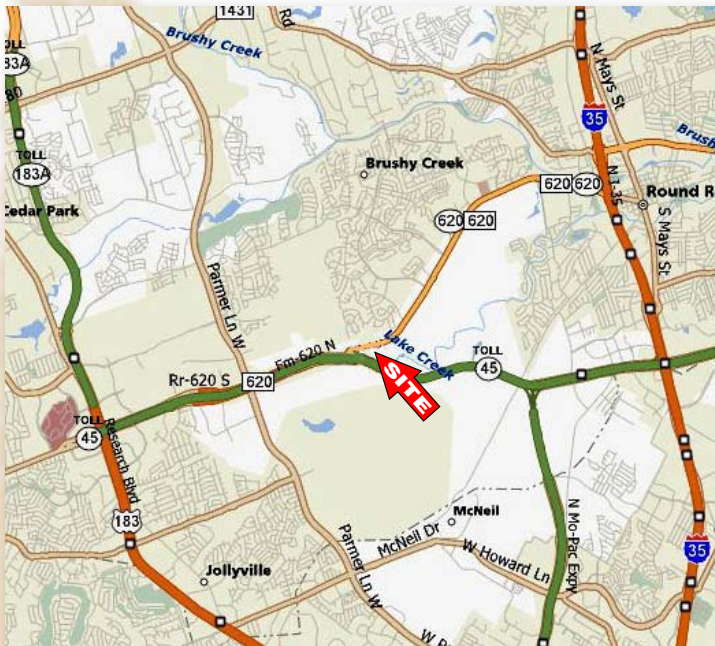 1431
Rd
Brushy Creek
N Mays St
TOLL
183A
35
Brushy
TOLL
183A
Brushy Creek
620 620
N I-35
Round R
Cedar Park
620 620
S Mays St
Parmer Ln W
Lake Creek
Fm-620 N
TOLL
45
Rr-620 S
620
SITE
TOLL
45
Research Blvd
183
McNeil
N Mo-Pac Expy
McNeil Dr
Parmer Ln W
W Howard Ln
35
Jollyville